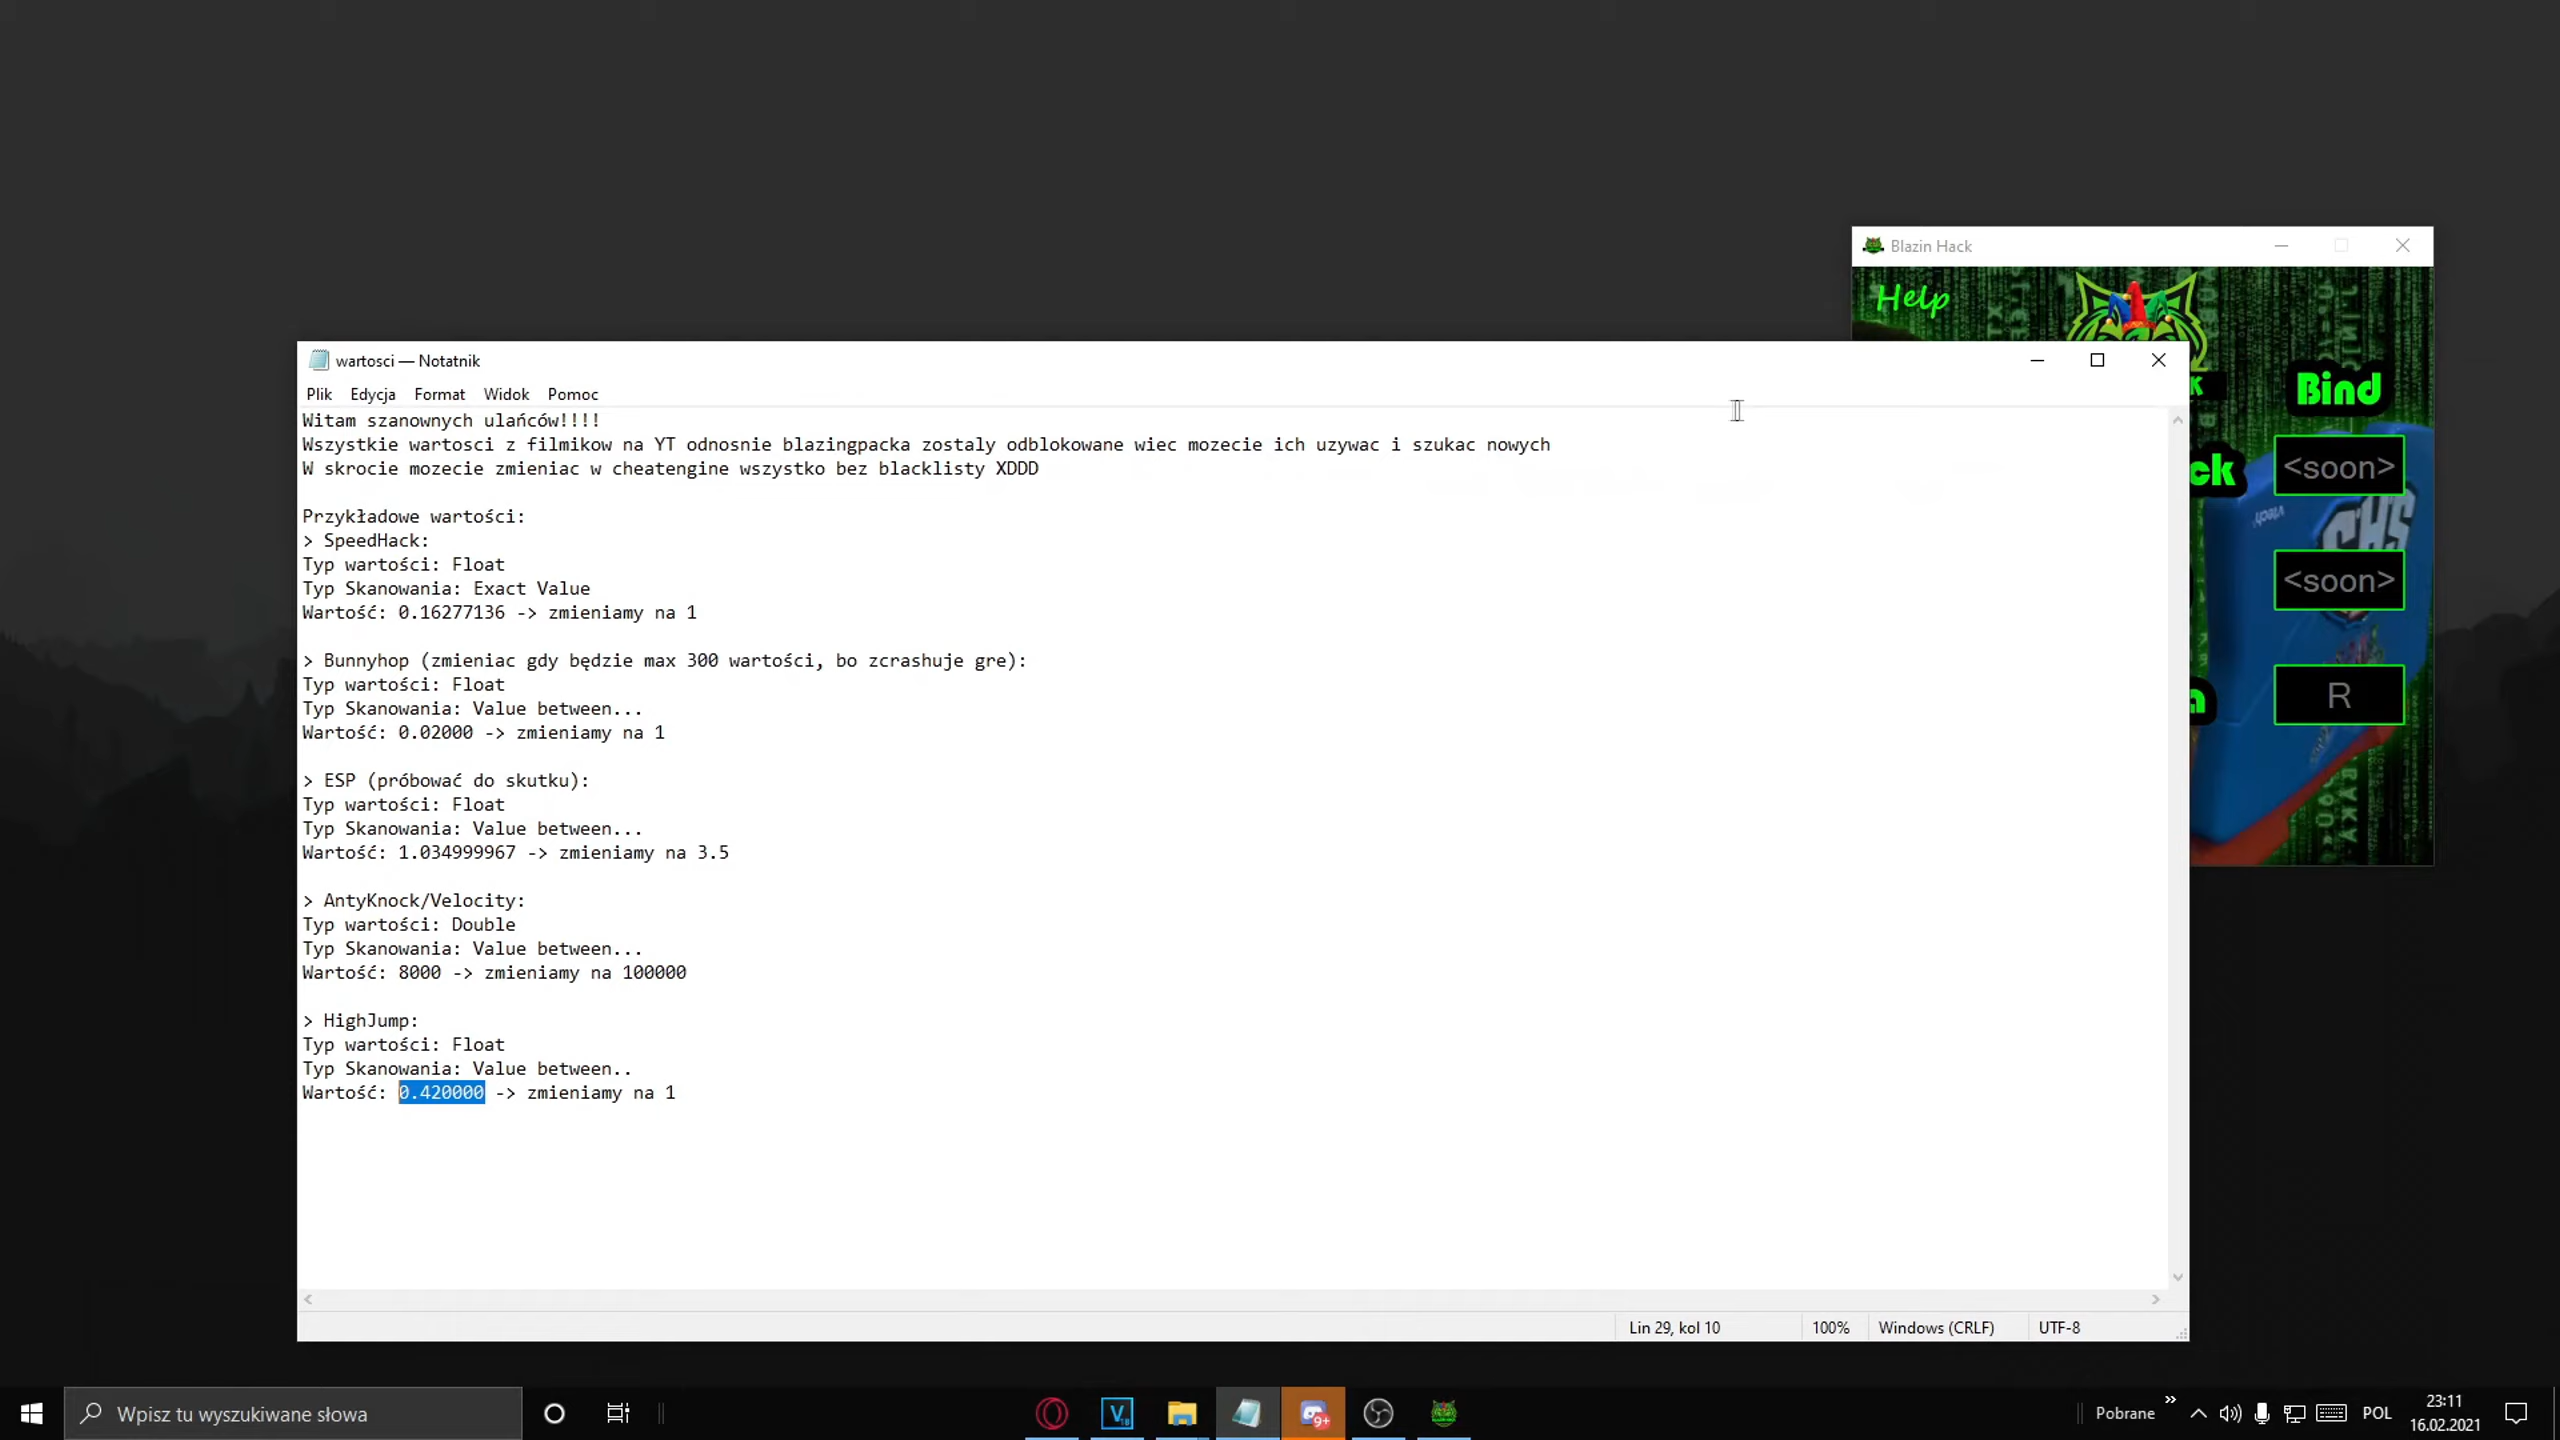 Blazin Hack
Help
wartosci — Notatnik
Plik Edycja Format Widok Pomoc
Witam szanownych ulańców!!!!
Wszystkie wartosci z filmikow na YT odnosnie blazingpacka zostaly odblokowane wiec mozecie ich uzywac i szukac nowych
W skrocie mozecie zmieniac w cheatengine wszystko bez blacklisty XDDD
Przykładowe wartości:
> SpeedHack:
Typ wartości: Float
Typ Skanowania: Exact Value
Wartość: 0.16277136 -> zmieniamy na 1
> Bunnyhop (zmieniac gdy będzie max 300 wartości, bo zcrashuje gre):
Typ wartości: Float
Typ Skanowania: Value between...
Wartość: 0.02000 -> zmieniamy na 1
> ESP (próbować do skutku):
Typ wartości: Float
Typ Skanowania: Value between...
Wartość: 1.034999967 -> zmieniamy na 3.5
> AntyKnock/Velocity:
Typ wartości: Double
Typ Skanowania: Value between...
Wartość: 8000 -> zmieniamy na 100000
> HighJump:
Typ wartości: Float
Typ Skanowania: Value between..
Wartość: 0.420000 -> zmieniamy na 1
Lin 29, kol 10 100% Windows (CRLF) UTF-8
K
Bind
ck <soon>
vtech
<soon>
a R
Wpisz tu wyszukiwane słowa
V 18
9+
Pobrane
POL
23:11
16.02.2021